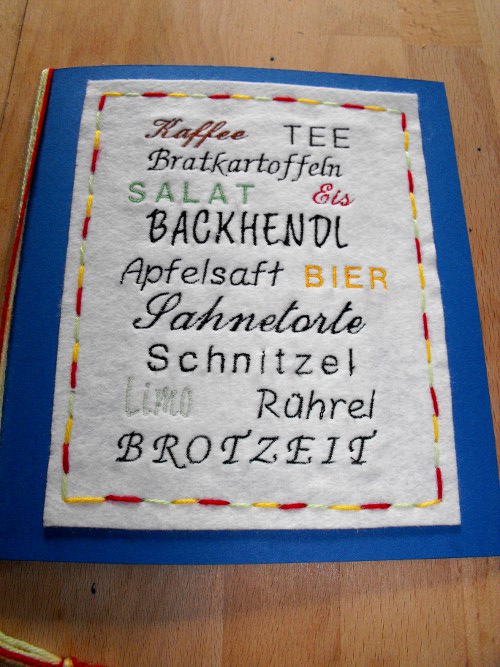 Kaffee TEE
Bratkartoffeln
SALAT Eis
BACKHENDL
Apfelsaft BIER
Sahnetorte
Schnitzel
Limo Rührei
BROTZEIT